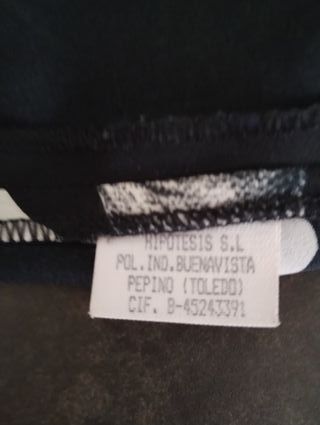 HIPOTESIS S.L
POL.IND.BUENAVISTA
PEPINO (TOLEDO)
CIF. B-45243391